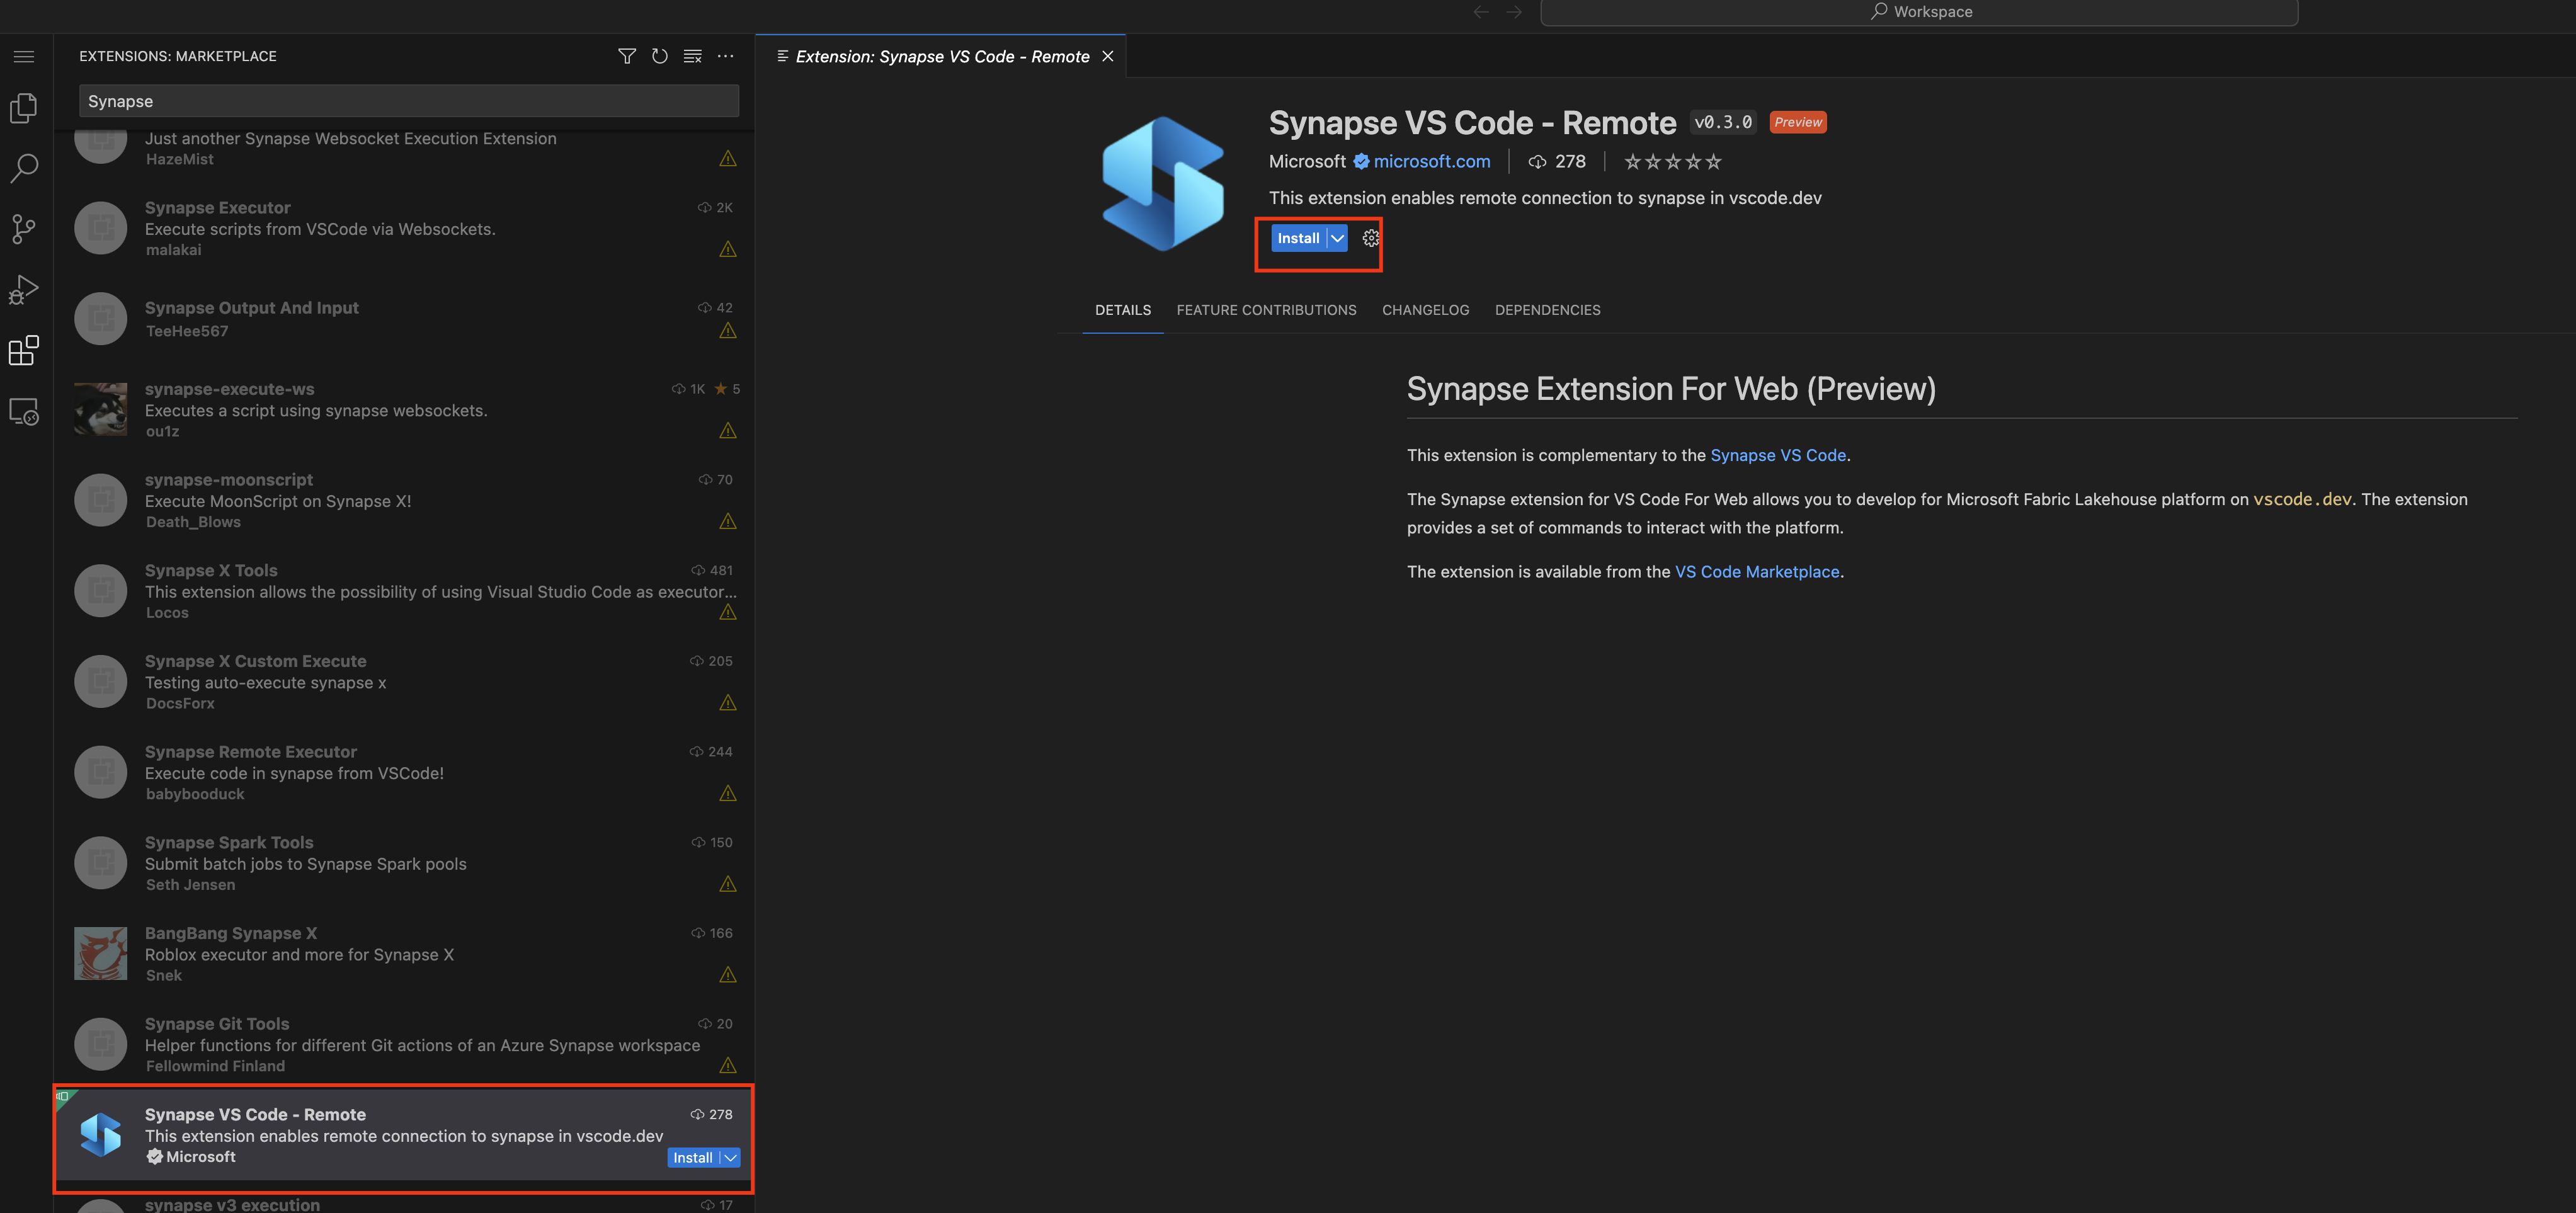 Workspace
EXTENSIONS: MARKETPLACE
Synapse
Just another Synapse Websocket Execution Extension
HazeMist
Synapse Executor 2K
Execute scripts from VSCode via Websockets.
malakai
Synapse Output And Input 42
TeeHee567
synapse-execute-ws 1K 5
Executes a script using synapse websockets.
ou1z
synapse-moonscript 70
Execute MoonScript on Synapse X!
Death_Blows
Synapse X Tools 481
This extension allows the possibility of using Visual Studio Code as executor...
Locos
Synapse X Custom Execute 205
Testing auto-execute synapse x
DocsForx
Synapse Remote Executor 244
Execute code in synapse from VSCode!
babybooduck
Synapse Spark Tools 150
Submit batch jobs to Synapse Spark pools
Seth Jensen
BangBang Synapse X 166
Roblox executor and more for Synapse X
Snek
Synapse Git Tools 20
Helper functions for different Git actions of an Azure Synapse workspace
Fellowmind Finland
Synapse VS Code - Remote 278
This extension enables remote connection to synapse in vscode.dev
Microsoft Install
synapse v3 execution 17
Extension: Synapse VS Code - Remote
Synapse VS Code - Remote v0.3.0 Preview
Microsoft microsoft.com 278
This extension enables remote connection to synapse in vscode.dev
Install
DETAILS FEATURE CONTRIBUTIONS CHANGELOG DEPENDENCIES
Synapse Extension For Web (Preview)
This extension is complementary to the Synapse VS Code.
The Synapse extension for VS Code For Web allows you to develop for Microsoft Fabric Lakehouse platform on vscode.dev. The extension
provides a set of commands to interact with the platform.
The extension is available from the VS Code Marketplace.